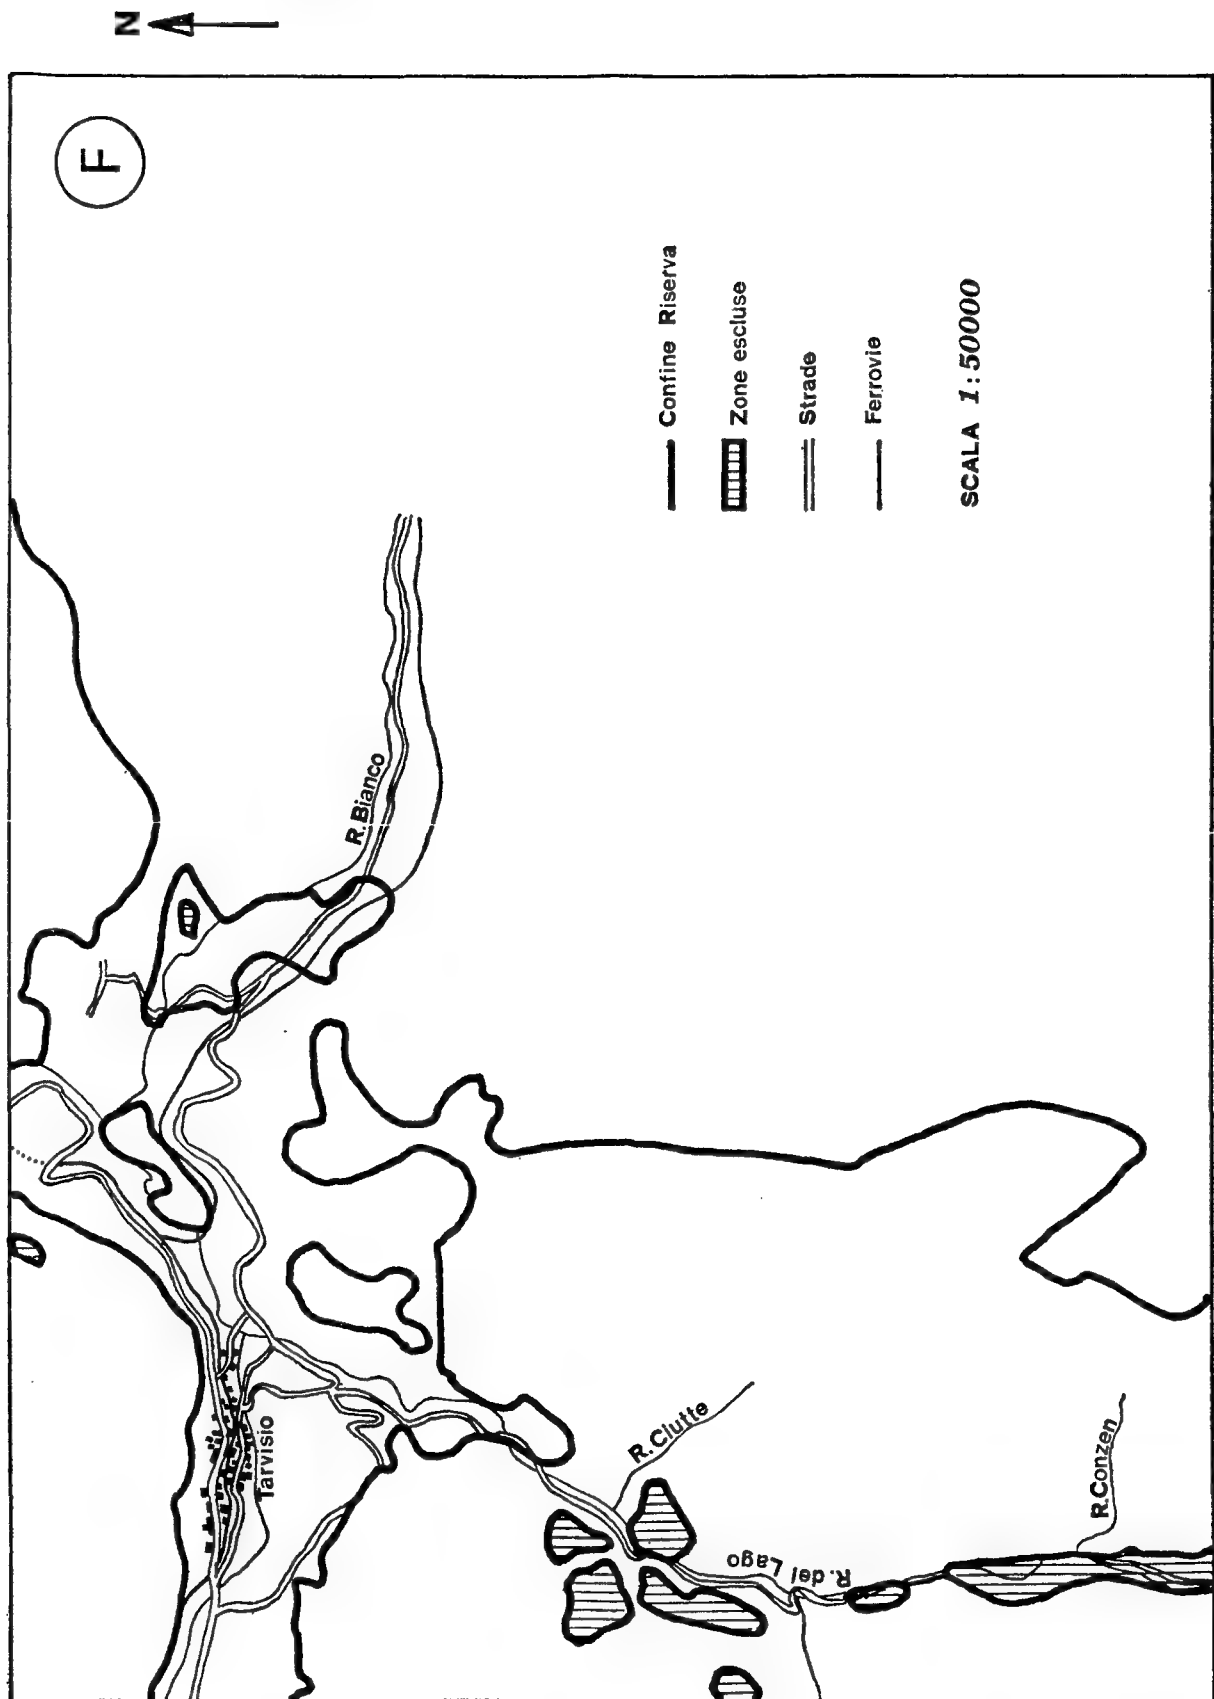 N
F
Confine Riserva
Zone escluse
Strade
Ferrovie
SCALA 1:50000
R.Bianco
Tarvisio
R.Clutte
R.del Lago
R.Conzen